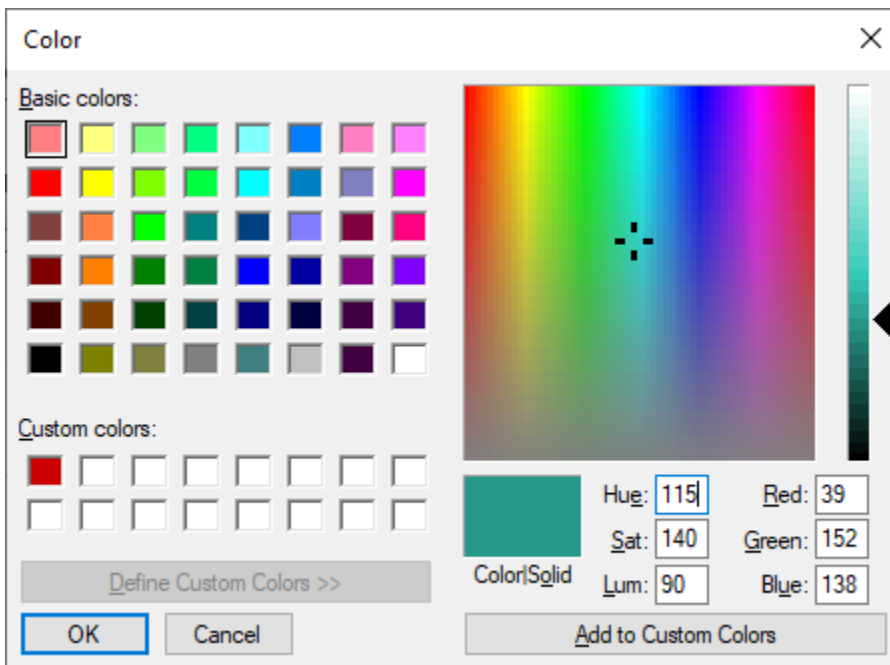 Color
Basic colors:
Custom colors:
Define Custom Colors >>
OK
Cancel
Color|Solid
Hue: 115
Sat: 140
Lum: 90
Red: 39
Green: 152
Blue: 138
Add to Custom Colors